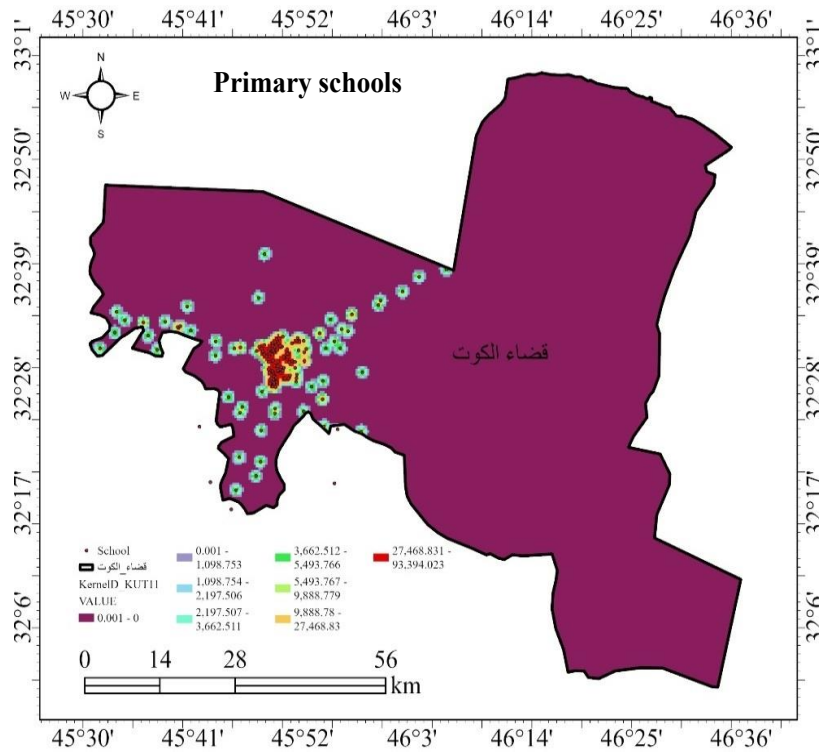 45°30' 45°41' 45°52' 46°3' 46°14' 46°25' 46°36'
33°1' 33°1'
N
W E
S
Primary schools
32°50' 32°50'
32°39' 32°39'
قضاء الكوت
32°28' 32°28'
32°17' 32°17'
32°6' 32°6'
School
قضاء_الكوت
KernelD_KUT11
VALUE
0.001 - 0
0.001 -
1,098.753
1,098.754 -
2,197.506
2,197.507 -
3,662.511
3,662.512 -
5,493.766
5,493.767 -
9,888.779
9,888.78 -
27,468.83
27,468.831 -
93,394.023
0 14 28 56
km
45°30' 45°41' 45°52' 46°3' 46°14' 46°25' 46°36'